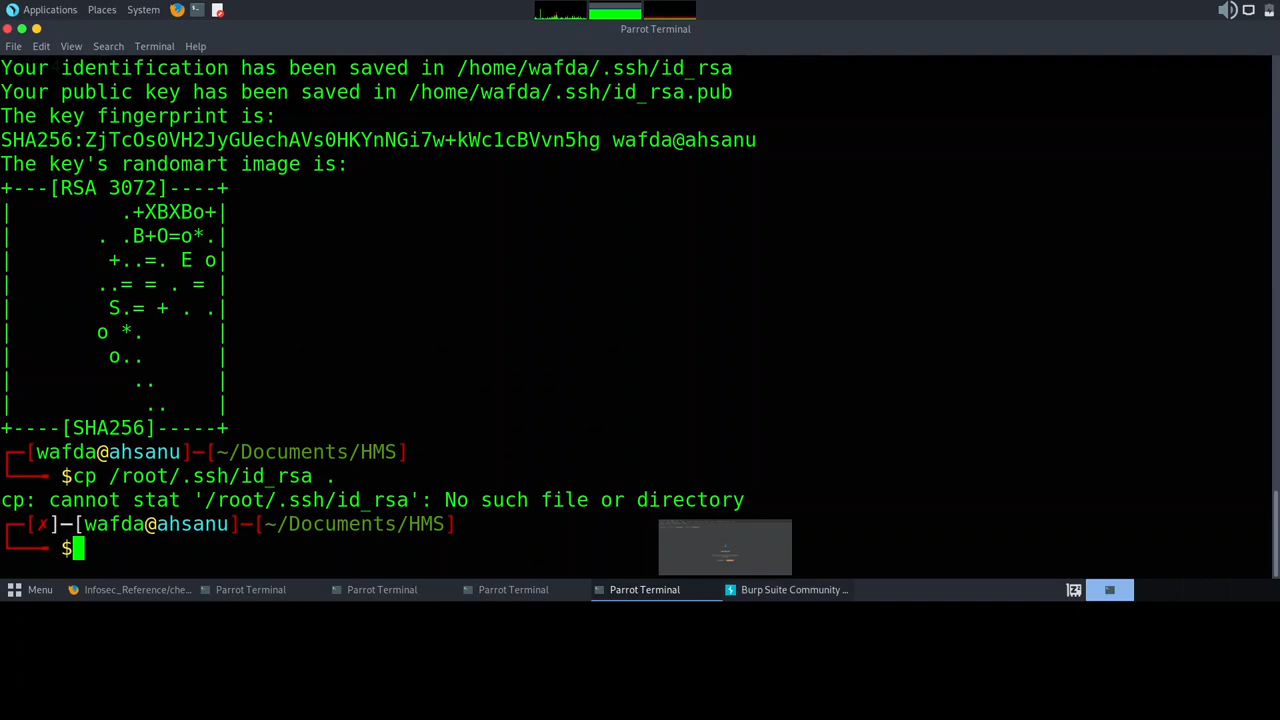 Applications Places System
Parrot Terminal
File Edit View Search Terminal Help
Your identification has been saved in /home/wafda/.ssh/id_rsa
Your public key has been saved in /home/wafda/.ssh/id_rsa.pub
The key fingerprint is:
SHA256:ZjTcOs0VH2JyGUechAVs0HKYnNGi7w+kWc1cBVvn5hg wafda@ahsanu
The key's randomart image is:
+---[RSA 3072]----+
|         .+XBXBo+|
|       . .B+O=o*.|
|        +..=. E o|
|       ..= = . = |
|        S.= + . .|
|       o *.      |
|        o..      |
|          ..     |
|           ..    |
+----[SHA256]-----+
┌─[wafda@ahsanu]─[~/Documents/HMS]
└──╼ $cp /root/.ssh/id_rsa .
cp: cannot stat '/root/.ssh/id_rsa': No such file or directory
┌─[✗]─[wafda@ahsanu]─[~/Documents/HMS]
└──╼ $
Menu Infosec_Reference/che... Parrot Terminal Parrot Terminal Parrot Terminal Parrot Terminal Burp Suite Community ...